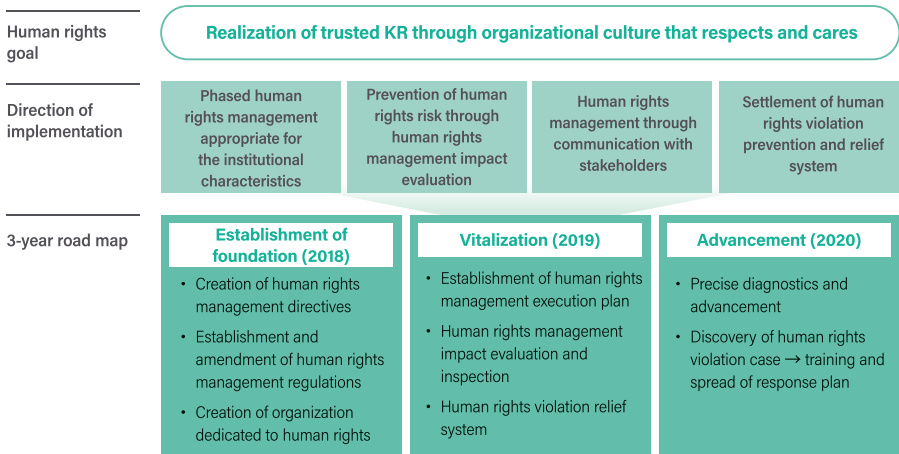 Human rights
goal
Realization of trusted KR through organizational culture that respects and cares
Direction of
implementation
Phased human
rights management
appropriate for
the institutional
characteristics
Prevention of human
rights risk through
human rights
management impact
evaluation
Human rights
management through
communication with
stakeholders
Settlement of human
rights violation
prevention and relief
system
3-year road map
Establishment of
foundation (2018)
• Creation of human rights
management directives
• Establishment and
amendment of human rights
management regulations
• Creation of organization
dedicated to human rights
Vitalization (2019)
• Establishment of human rights
management execution plan
• Human rights management
impact evaluation and
inspection
• Human rights violation relief
system
Advancement (2020)
• Precise diagnostics and
advancement
• Discovery of human rights
violation case → training and
spread of response plan